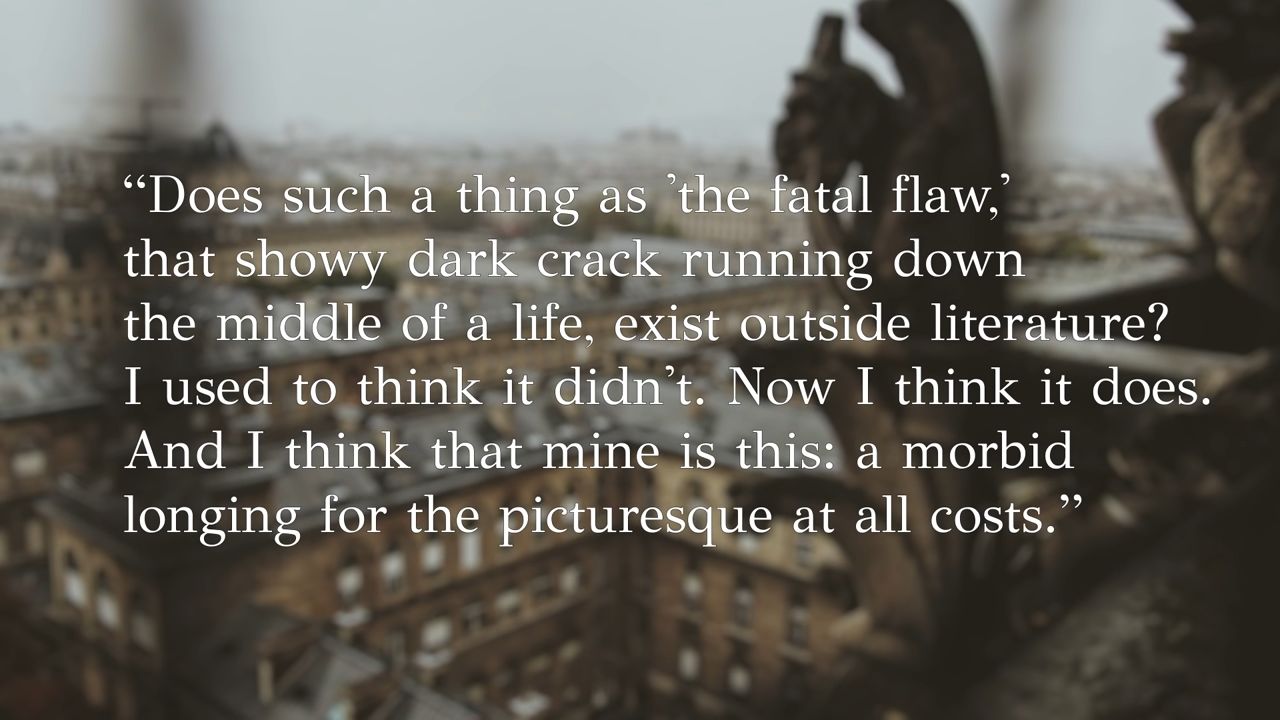 “Does such a thing as ’the fatal flaw,’
that showy dark crack running down
the middle of a life, exist outside literature?
I used to think it didn’t. Now I think it does.
And I think that mine is this: a morbid
longing for the picturesque at all costs.”